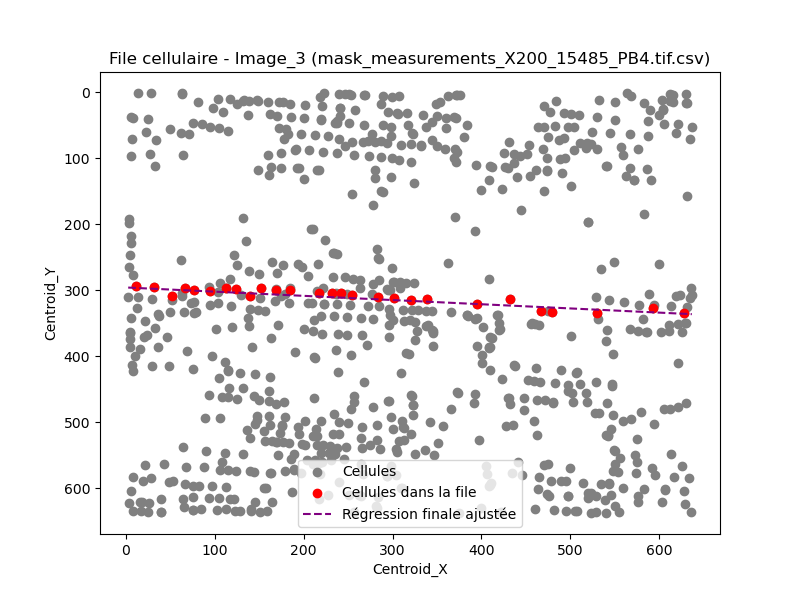 File cellulaire - Image_3 (mask_measurements_X200_15485_PB4.tif.csv)
0
100
200
300
400
500
600
Centroid_Y
Cellules
Cellules dans la file
Régression finale ajustée
0 100 200 300 400 500 600
Centroid_X